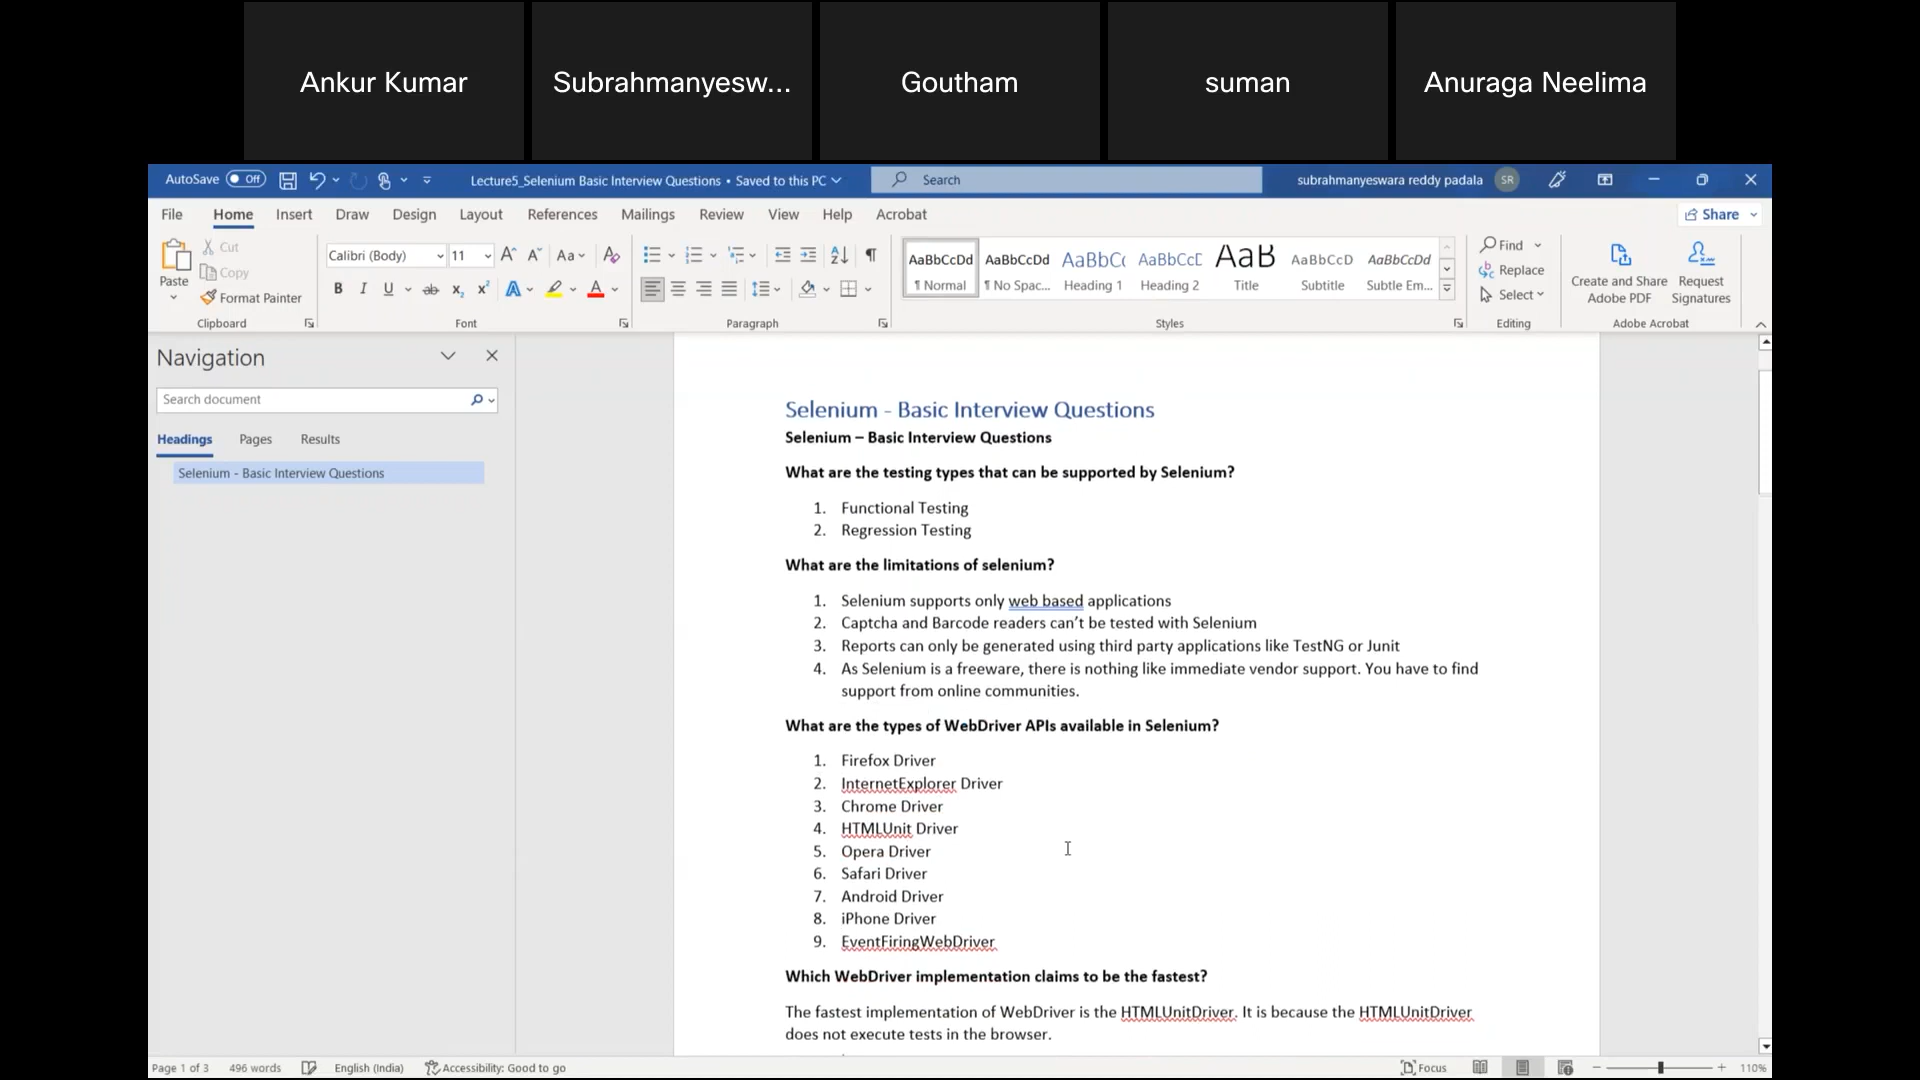 Ankur Kumar
Subrahmanyesw...
Goutham
suman
Anuraga Neelima
AutoSave Off Lecture5_Selenium Basic Interview Questions • Saved to this PC Search subrahmanyeswara reddy padala SR
File Home Insert Draw Design Layout References Mailings Review View Help Acrobat Share
Paste Cut Copy Format Painter
Clipboard
Calibri (Body) 11
Font
Paragraph
AaBbCcDd AaBbCcDd AaBbCc AaBbCcD AaB AaBbCcD AaBbCcDd
¶ Normal ¶ No Spac... Heading 1 Heading 2 Title Subtitle Subtle Em...
Styles
Find
Replace
Select
Editing
Create and Share Adobe PDF
Request Signatures
Adobe Acrobat
Navigation
Search document
Headings Pages Results
Selenium - Basic Interview Questions
Selenium - Basic Interview Questions
Selenium – Basic Interview Questions
What are the testing types that can be supported by Selenium?
1. Functional Testing
2. Regression Testing
What are the limitations of selenium?
1. Selenium supports only web based applications
2. Captcha and Barcode readers can’t be tested with Selenium
3. Reports can only be generated using third party applications like TestNG or Junit
4. As Selenium is a freeware, there is nothing like immediate vendor support. You have to find
support from online communities.
What are the types of WebDriver APIs available in Selenium?
1. Firefox Driver
2. InternetExplorer Driver
3. Chrome Driver
4. HTMLUnit Driver
5. Opera Driver
6. Safari Driver
7. Android Driver
8. iPhone Driver
9. EventFiringWebDriver
Which WebDriver implementation claims to be the fastest?
The fastest implementation of WebDriver is the HTMLUnitDriver. It is because the HTMLUnitDriver
does not execute tests in the browser.
Page 1 of 3 496 words English (India) Accessibility: Good to go Focus 110%